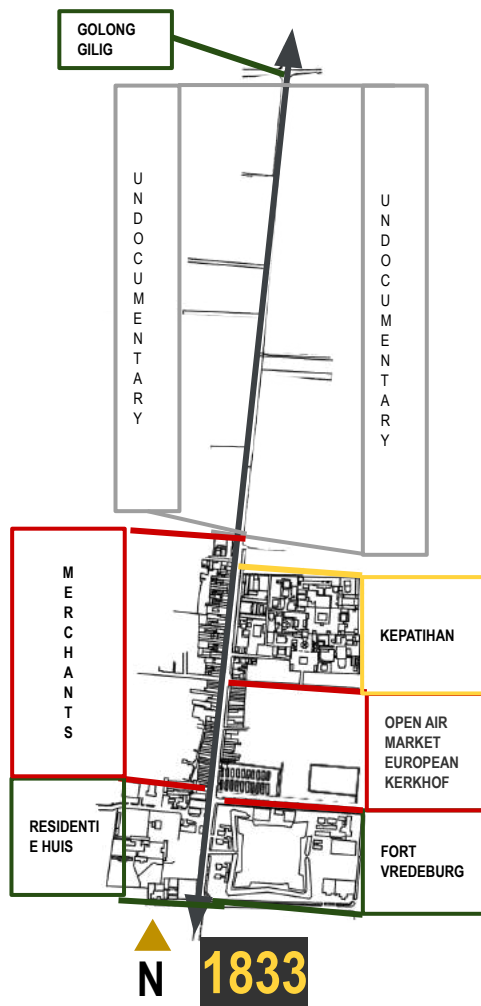 GOLONG
GILIG
UNDOCUMENTARY
UNDOCUMENTARY
MERCHANTS
KEPATIHAN
OPEN AIR
MARKET
EUROPEAN
KERKHOF
RESIDENTI
E HUIS
FORT
VREDEBURG
N
1833